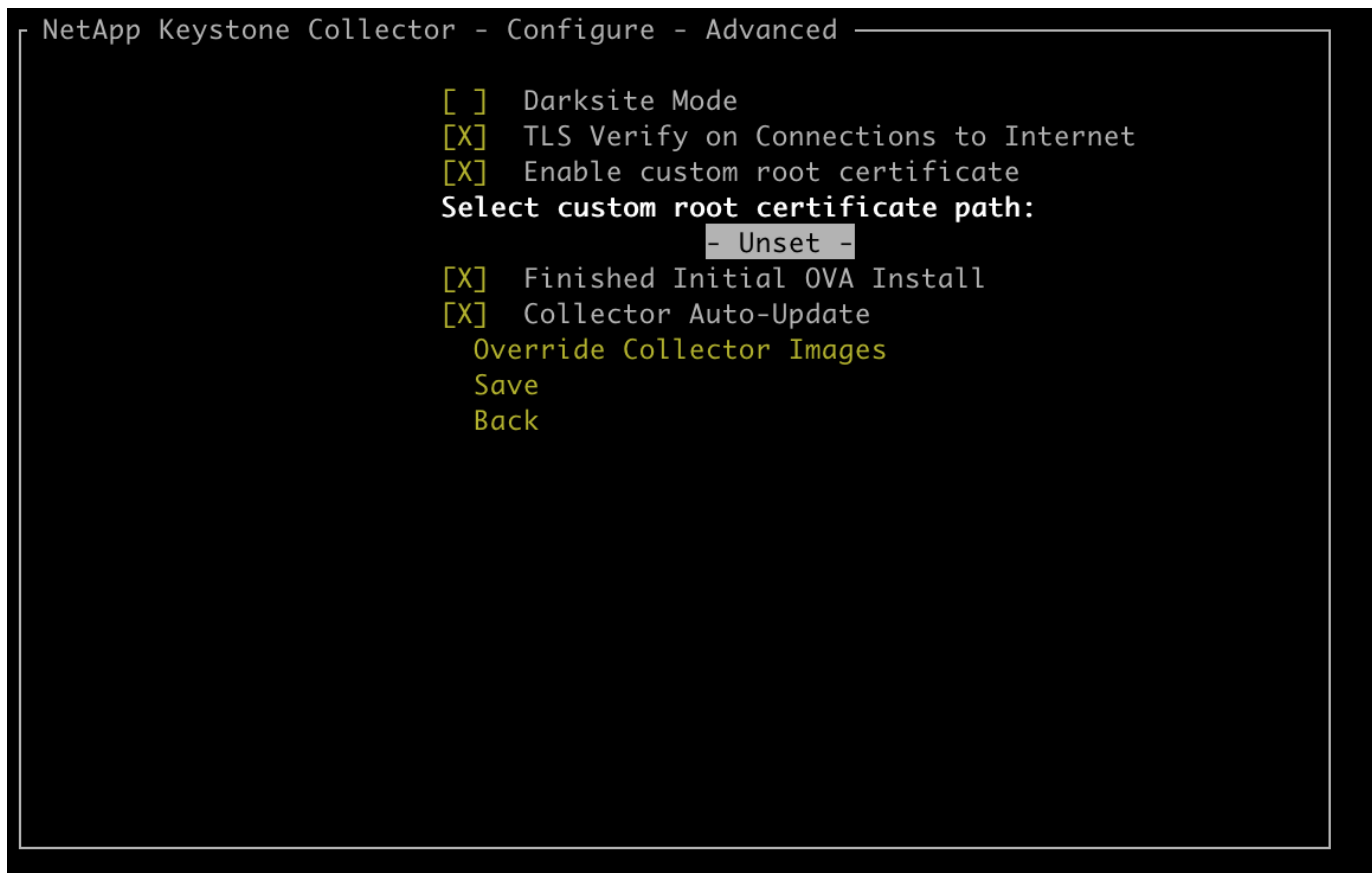 NetApp Keystone Collector - Configure - Advanced
[ ] Darksite Mode
[X] TLS Verify on Connections to Internet
[X] Enable custom root certificate
Select custom root certificate path:
- Unset -
[X] Finished Initial OVA Install
[X] Collector Auto-Update
Override Collector Images
Save
Back